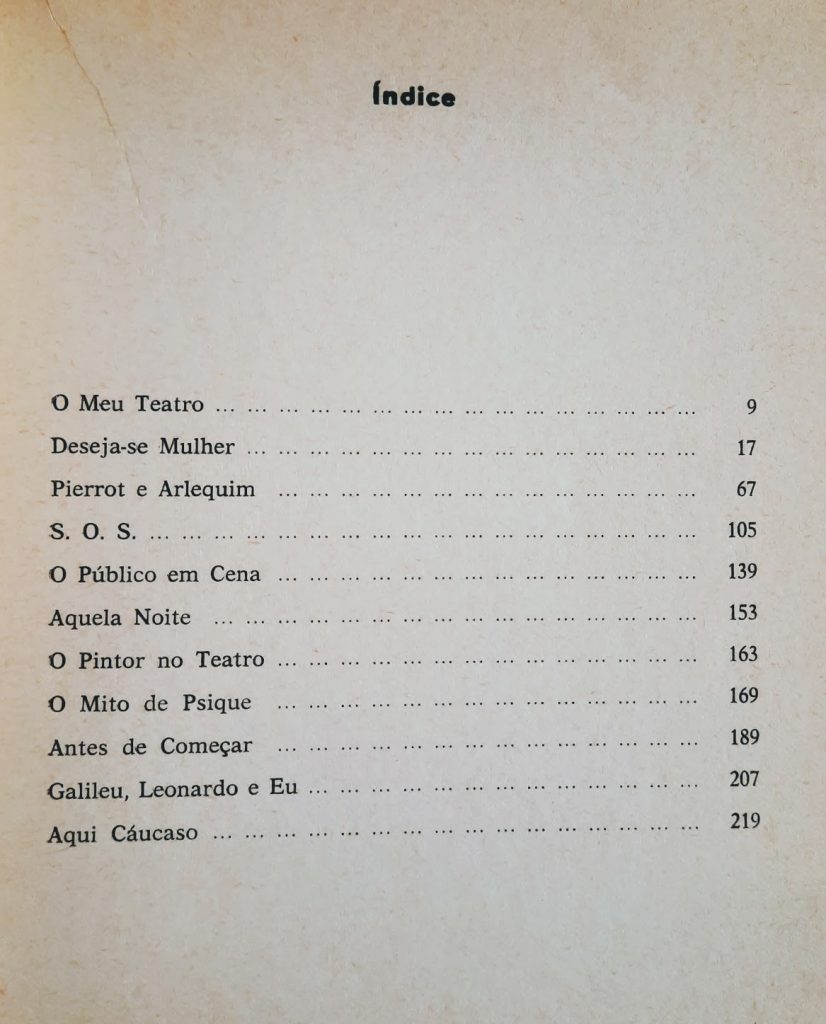 Índice
O Meu Teatro ... ... ... ... ... ... ... ... ... ... ... ... ... ... ... 9
Deseja-se Mulher ... ... ... ... ... ... ... ... ... ... ... ... ... ... 17
Pierrot e Arlequim ... ... ... ... ... ... ... ... ... ... ... ... ... 67
S. O. S. ... ... ... ... ... ... ... ... ... ... ... ... ... ... ... ... ... 105
O Público em Cena ... ... ... ... ... ... ... ... ... ... ... ... ... 139
Aquela Noite ... ... ... ... ... ... ... ... ... ... ... ... ... ... ... 153
O Pintor no Teatro ... ... ... ... ... ... ... ... ... ... ... ... ... 163
O Mito de Psique ... ... ... ... ... ... ... ... ... ... ... ... ... 169
Antes de Começar ... ... ... ... ... ... ... ... ... ... ... ... ... 189
Galileu, Leonardo e Eu ... ... ... ... ... ... ... ... ... ... ... ... 207
Aqui Cáucaso ... ... ... ... ... ... ... ... ... ... ... ... ... ... ... 219